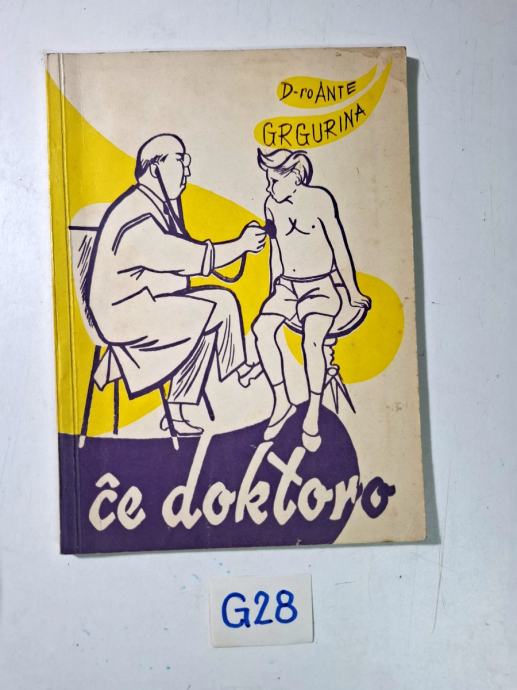 D-ro ANTE
GRGURINA
ĉe doktoro
G28